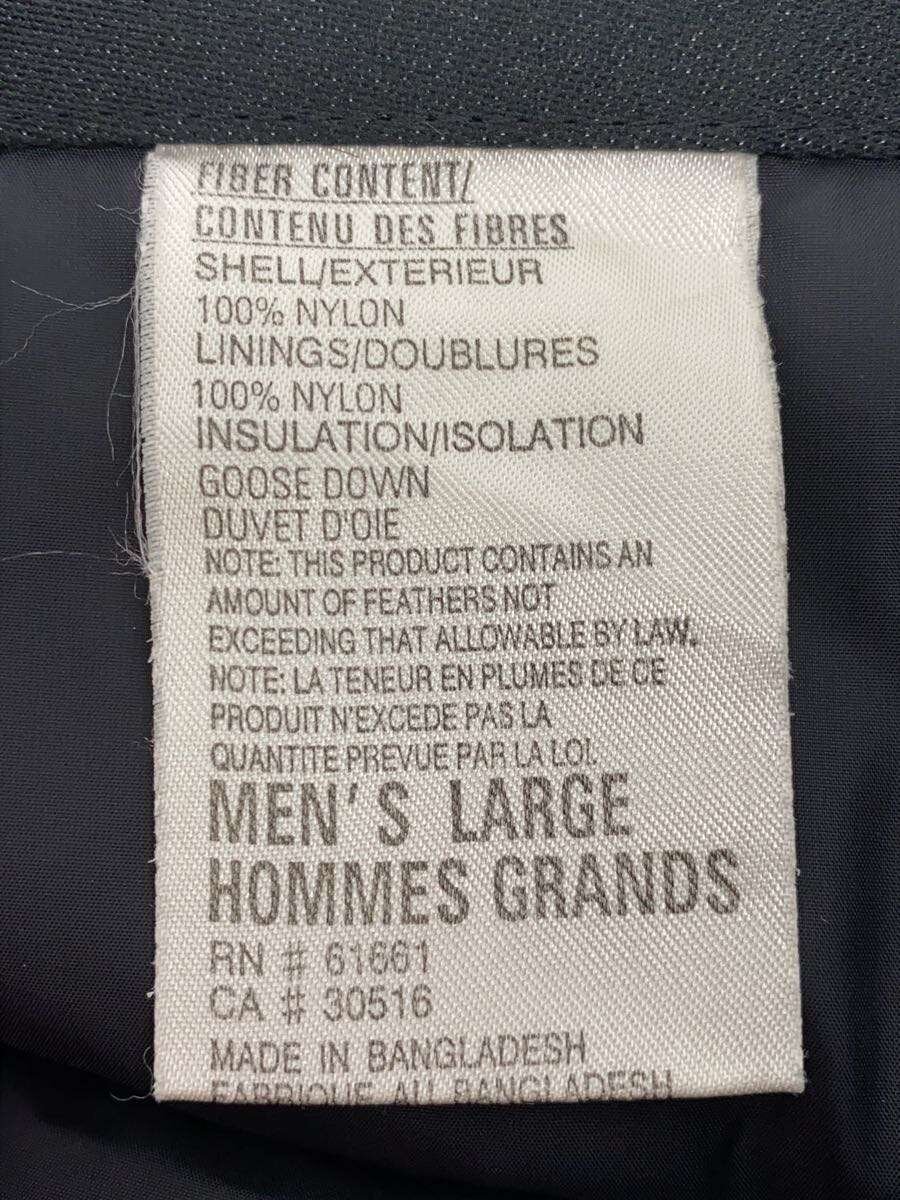 FIBER CONTENT/
CONTENU DES FIBRES
SHELL/EXTERIEUR
100% NYLON
LININGS/DOUBLURES
100% NYLON
INSULATION/ISOLATION
GOOSE DOWN
DUVET D'OIE
NOTE: THIS PRODUCT CONTAINS AN
AMOUNT OF FEATHERS NOT
EXCEEDING THAT ALLOWABLE BY LAW.
NOTE: LA TENEUR EN PLUMES DE CE
PRODUIT N'EXCEDE PAS LA
QUANTITE PREVUE PAR LA LOI.
MEN'S LARGE
HOMMES GRANDS
RN # 61661
CA # 30516
MADE IN BANGLADESH
FABRIQUE AU BANGLADESH